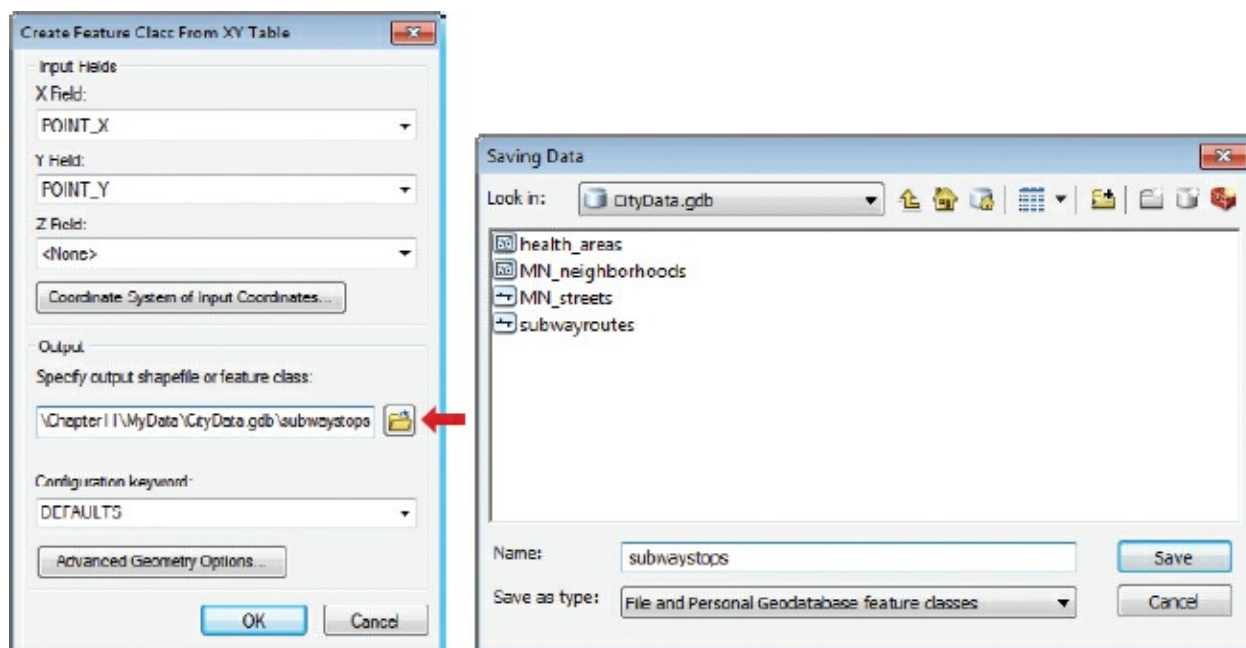 Create Feature Class From XY Table
Input Fields
X Field:
POINT_X
Y Field:
POINT_Y
Z Field:
<None>
Coordinate System of Input Coordinates...
Output
Specify output shapefile or feature class:
\Chapter11\MyData\CityData.gdb\subwaystops
Configuration keyword:
DEFAULTS
Advanced Geometry Options...
OK
Cancel
Saving Data
Look in:
CityData.gdb
health_areas
MN_neighborhoods
MN_streets
subwayroutes
Name:
subwaystops
Save
Save as type:
File and Personal Geodatabase feature classes
Cancel